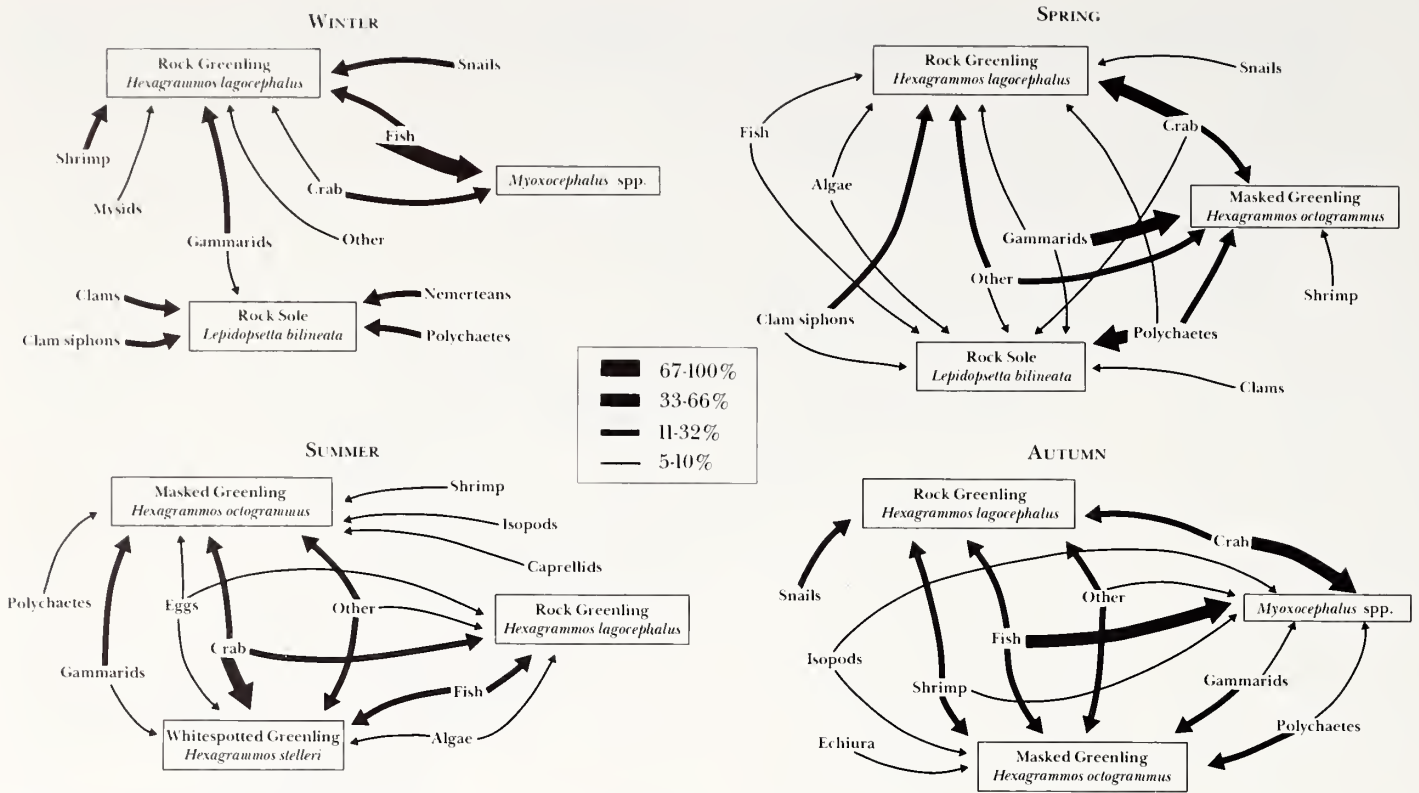 WINTER
Rock Greenling
Hexagrammos lagocephalus
Snails
Fish
Shrimp
Crab
Myoxocephalus spp.
Mysids
Gammarids
Other
Clams
Nemerteans
Rock Sole
Lepidopsetta bilineata
Clam siphons
Polychaetes
SPRING
Rock Greenling
Hexagrammos lagocephalus
Snails
Fish
Crab
Algae
Masked Greenling
Hexagrammos octogrammus
Gammarids
Other
Shrimp
Clam siphons
Polychaetes
Rock Sole
Lepidopsetta bilineata
Clams
67-100%
33-66%
11-32%
5-10%
SUMMER
Masked Greenling
Hexagrammos octogrammus
Shrimp
Isopods
Caprellids
Polychaetes
Eggs
Other
Rock Greenling
Hexagrammos lagocephalus
Crab
Gammarids
Fish
Whitespotted Greenling
Hexagrammos stelleri
Algae
AUTUMN
Rock Greenling
Hexagrammos lagocephalus
Crab
Snails
Other
Myoxocephalus spp.
Fish
Isopods
Shrimp
Gammarids
Echiura
Polychaetes
Masked Greenling
Hexagrammos octogrammus